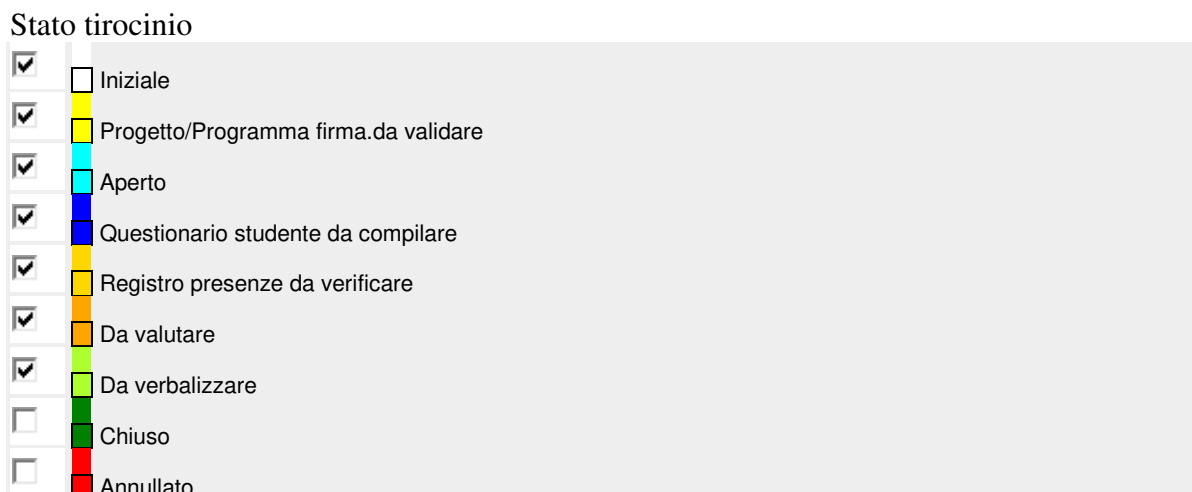 Stato tirocinio
Iniziale
Progetto/Programma firma.da validare
Aperto
Questionario studente da compilare
Registro presenze da verificare
Da valutare
Da verbalizzare
Chiuso
Annullato